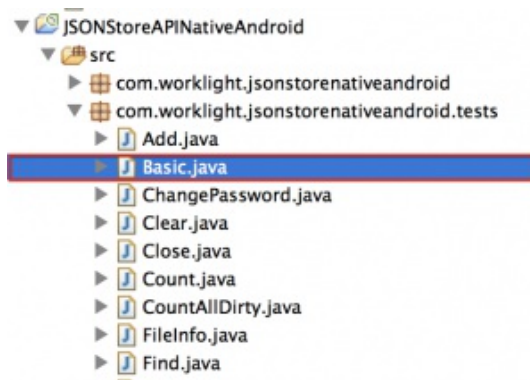 JSONStoreAPINativeAndroid
src
com.worklight.jsonstorenativeandroid
com.worklight.jsonstorenativeandroid.tests
Add.java
Basic.java
ChangePassword.java
Clear.java
Close.java
Count.java
CountAllDirty.java
FileInfo.java
Find.java